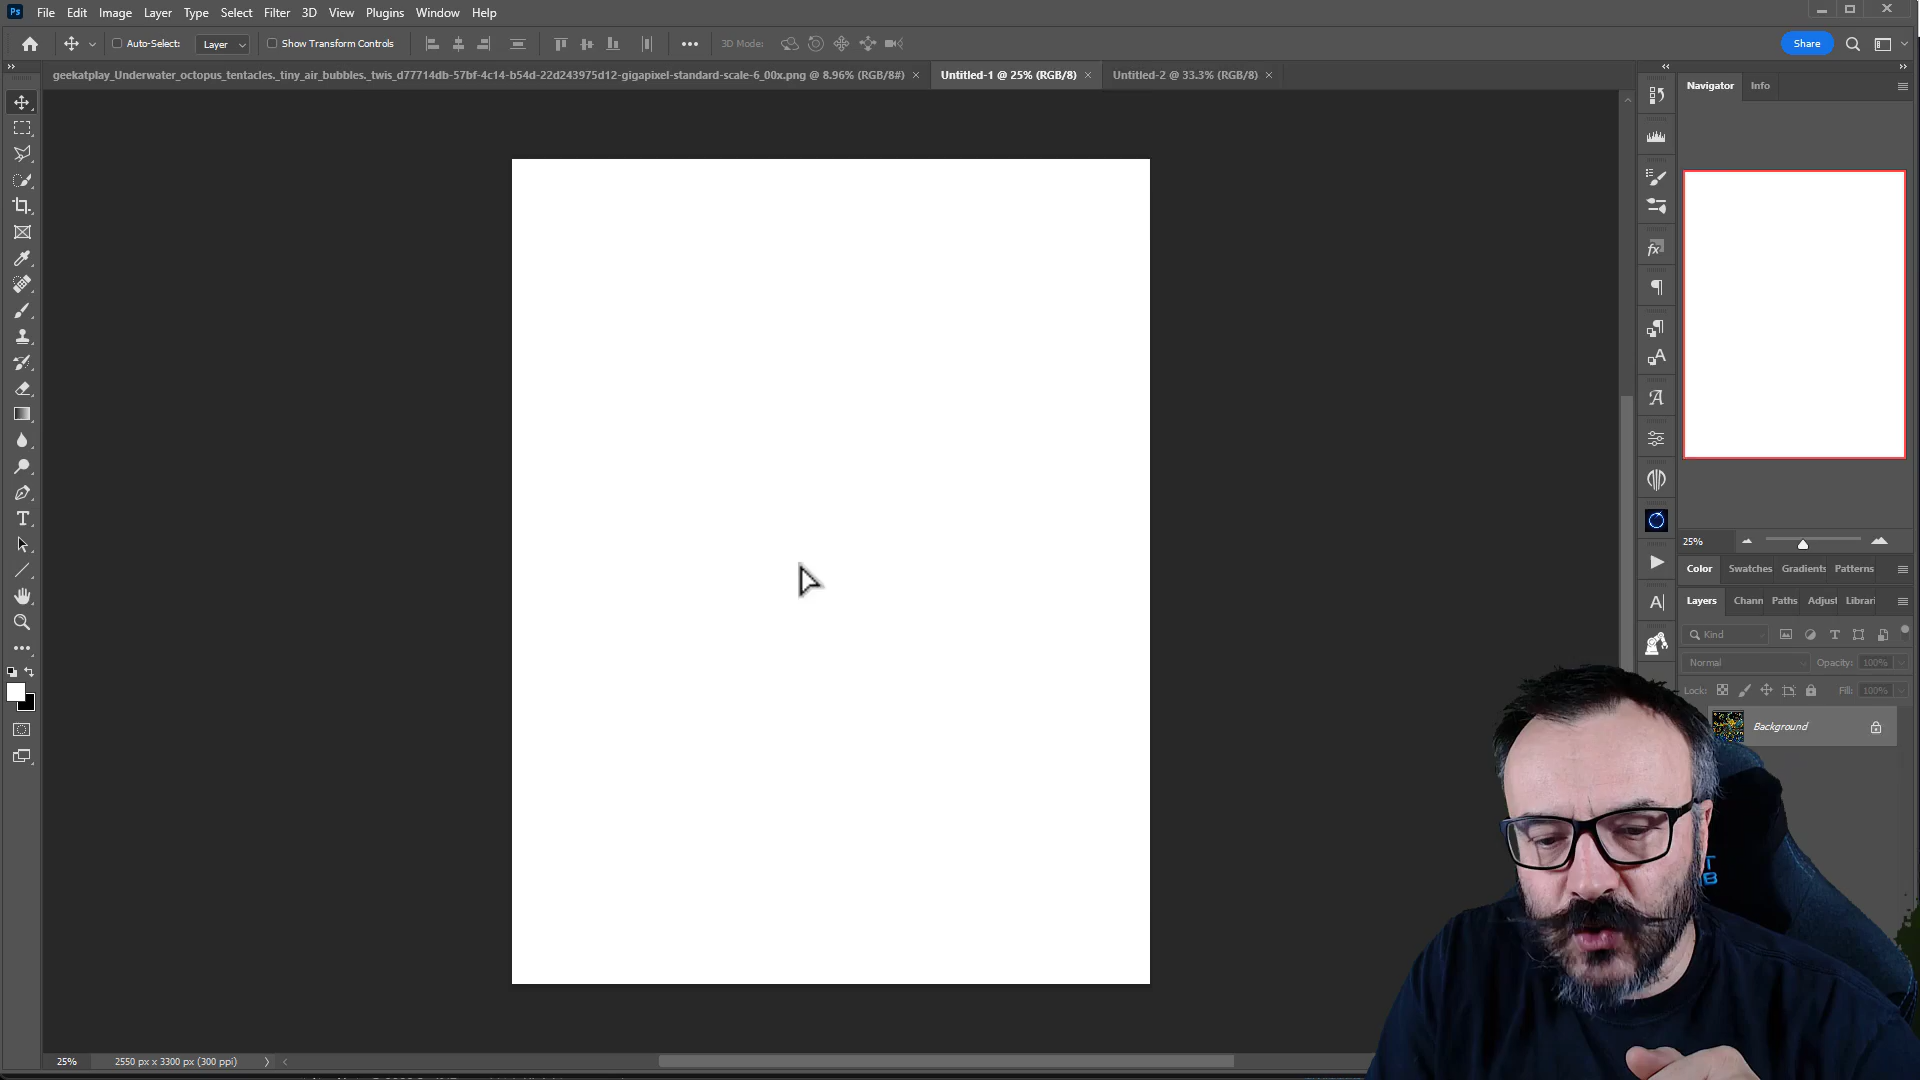 Ps File Edit Image Layer Type Select Filter 3D View Plugins Window Help
Auto-Select: Layer Show Transform Controls 3D Mode: Share
geekatplay_Underwater_octopus_tentacles._tiny_air_bubbles._twis_d77714db-57bf-4c14-b54d-22d243975d12-gigapixel-standard-scale-6_00x.png @ 8.96% (RGB/8#) Untitled-1 @ 25% (RGB/8) Untitled-2 @ 33.3% (RGB/8)
Navigator Info
25%
Color Swatches Gradients Patterns
Layers Chann Paths Adjust Librari
Kind
Normal Opacity: 100%
Lock: Fill: 100%
Background
25% 2550 px x 3300 px (300 ppi)